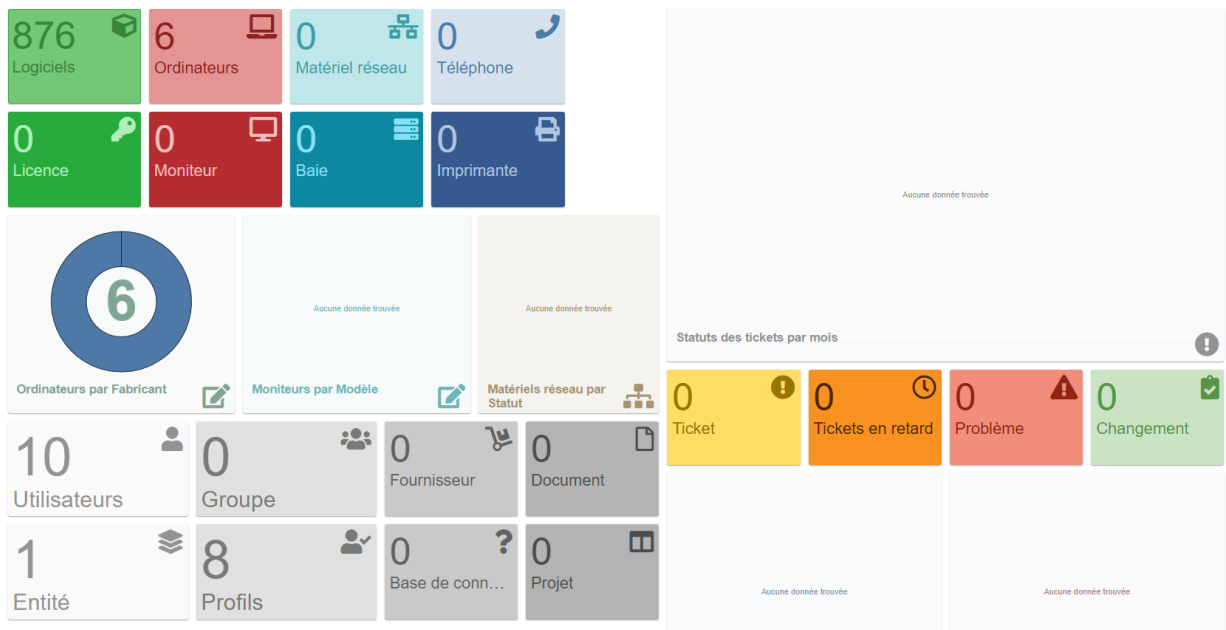 876
Logiciels
6
Ordinateurs
0
Matériel réseau
0
Téléphone
0
Licence
0
Moniteur
0
Baie
0
Imprimante
6
Ordinateurs par Fabricant
Aucune donnée trouvée
Moniteurs par Modèle
Aucune donnée trouvée
Matériels réseau par
Statut
10
Utilisateurs
0
Groupe
0
Fournisseur
0
Document
1
Entité
8
Profils
0
Base de conn...
0
Projet
Aucune donnée trouvée
Statuts des tickets par mois
0
Ticket
0
Tickets en retard
0
Problème
0
Changement
Aucune donnée trouvée
Aucune donnée trouvée